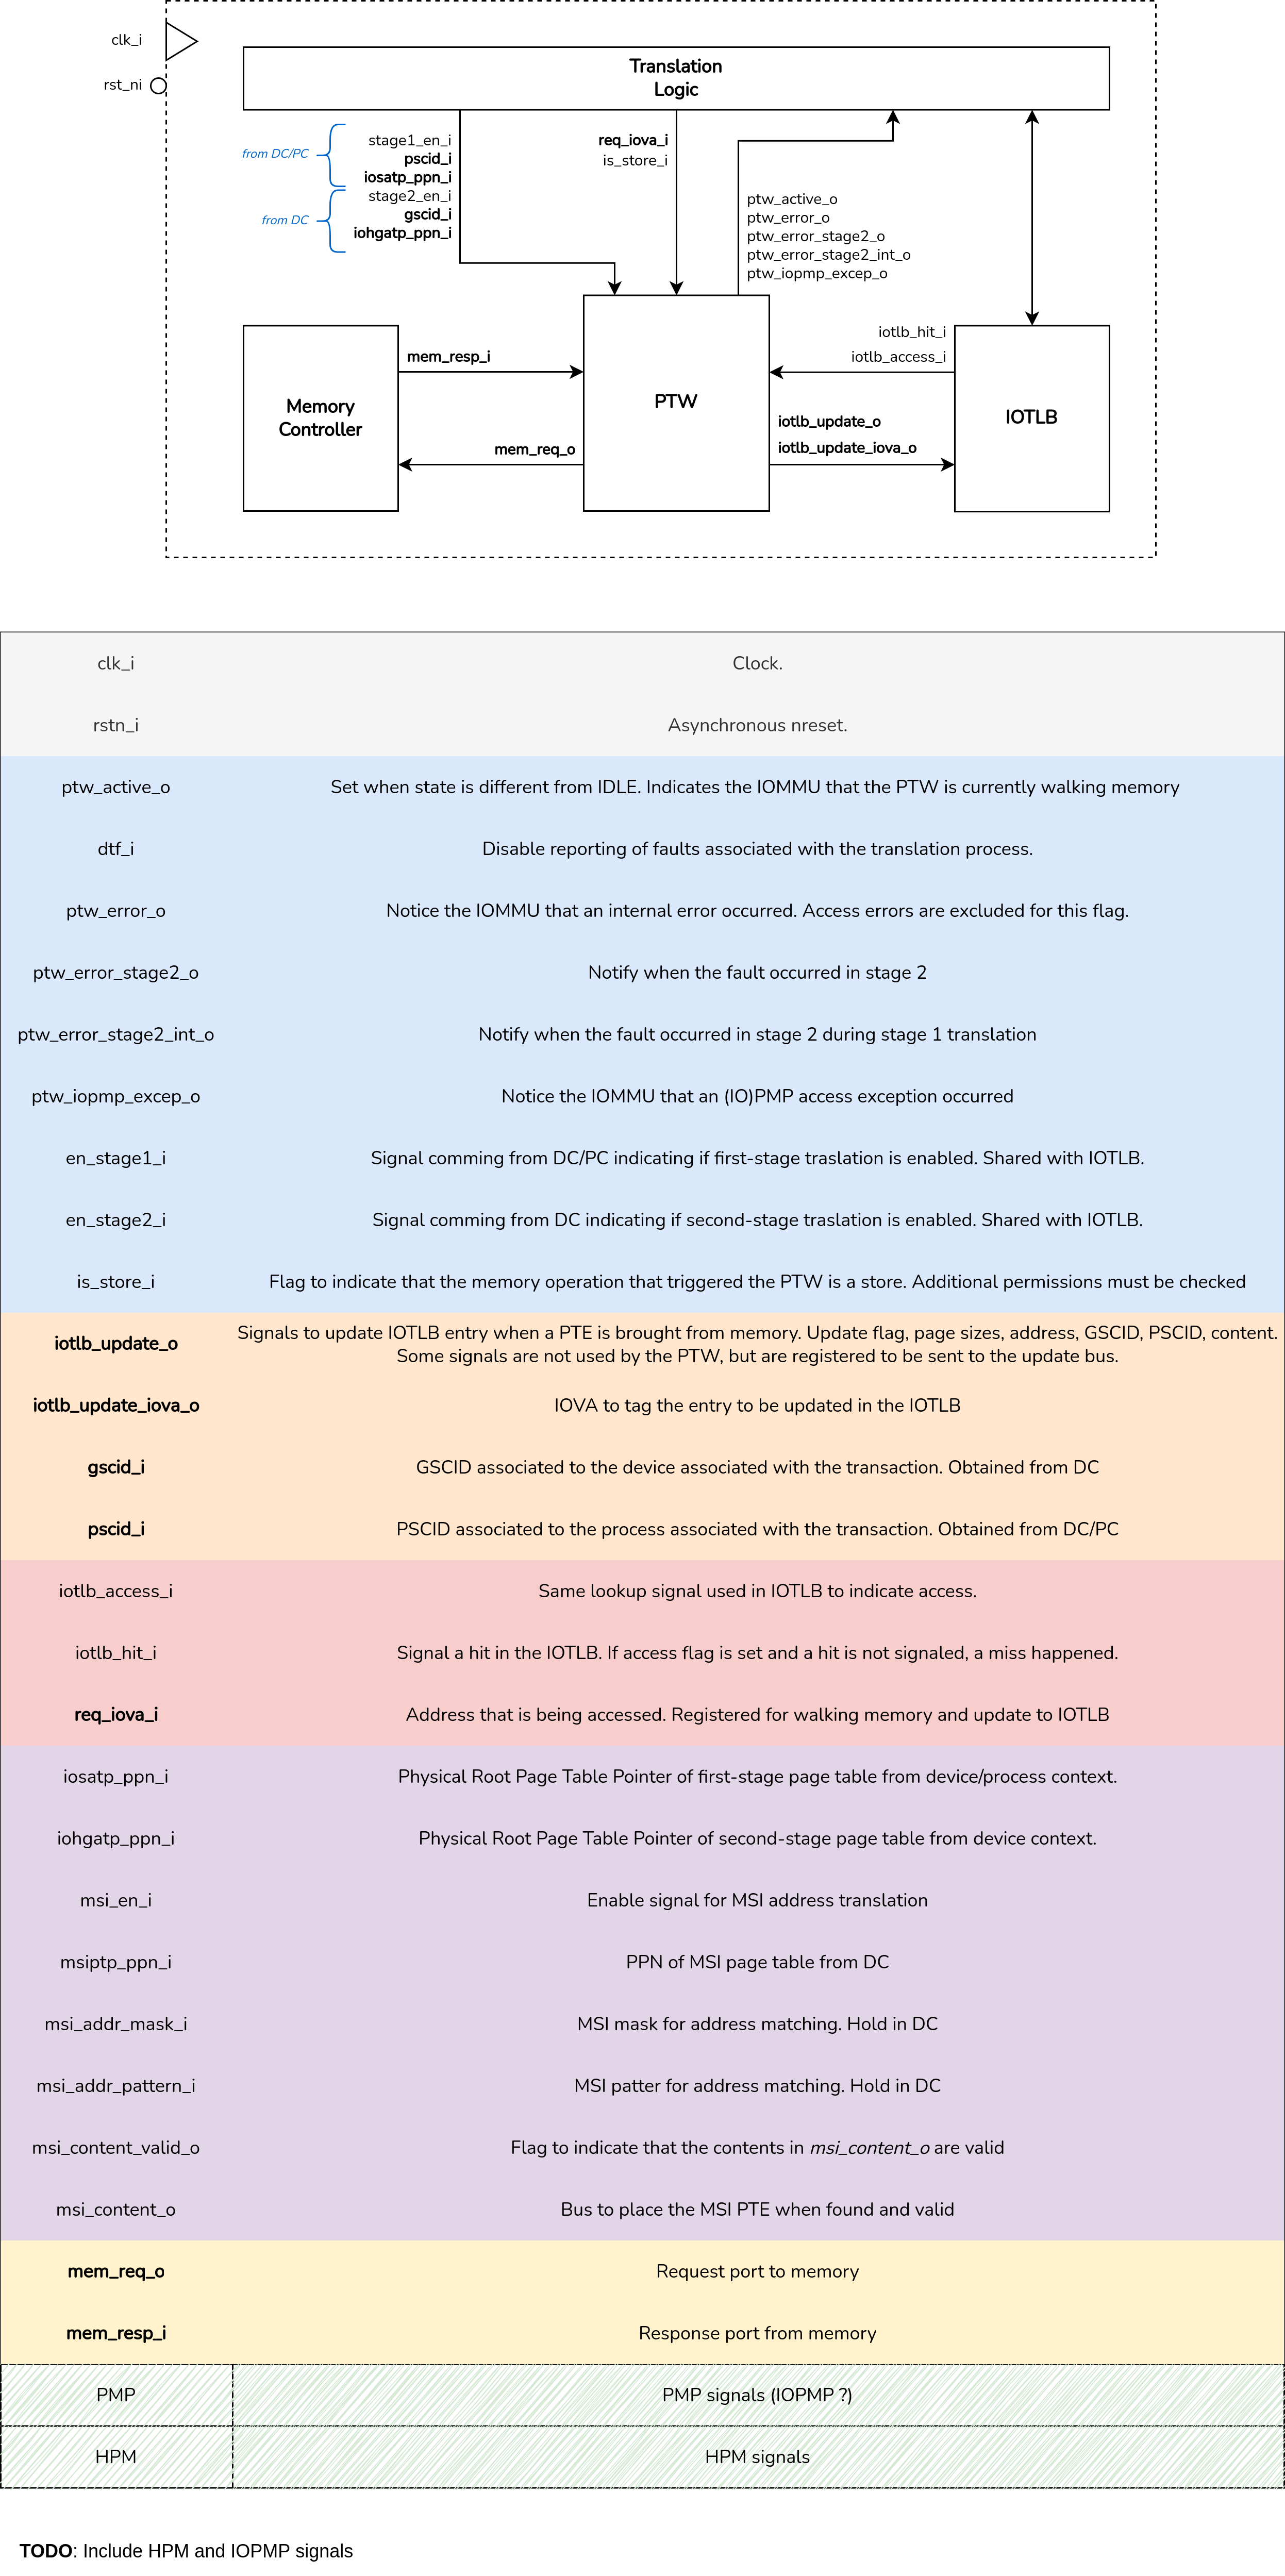 clk_i
rst_ni
Translation
Logic
from DC/PC
stage1_en_i
pscid_i
iosatp_ppn_i
from DC
stage2_en_i
gscid_i
iohgatp_ppn_i
req_iova_i
is_store_i
ptw_active_o
ptw_error_o
ptw_error_stage2_o
ptw_error_stage2_int_o
ptw_iopmp_excep_o
Memory
Controller
mem_resp_i
mem_req_o
PTW
iotlb_hit_i
iotlb_access_i
iotlb_update_o
iotlb_update_iova_o
IOTLB
clk_i Clock.
rstn_i Asynchronous nreset.
ptw_active_o Set when state is different from IDLE. Indicates the IOMMU that the PTW is currently walking memory
dtf_i Disable reporting of faults associated with the translation process.
ptw_error_o Notice the IOMMU that an internal error occurred. Access errors are excluded for this flag.
ptw_error_stage2_o Notify when the fault occurred in stage 2
ptw_error_stage2_int_o Notify when the fault occurred in stage 2 during stage 1 translation
ptw_iopmp_excep_o Notice the IOMMU that an (IO)PMP access exception occurred
en_stage1_i Signal comming from DC/PC indicating if first-stage traslation is enabled. Shared with IOTLB.
en_stage2_i Signal comming from DC indicating if second-stage traslation is enabled. Shared with IOTLB.
is_store_i Flag to indicate that the memory operation that triggered the PTW is a store. Additional permissions must be checked
iotlb_update_o Signals to update IOTLB entry when a PTE is brought from memory. Update flag, page sizes, address, GSCID, PSCID, content.
Some signals are not used by the PTW, but are registered to be sent to the update bus.
iotlb_update_iova_o IOVA to tag the entry to be updated in the IOTLB
gscid_i GSCID associated to the device associated with the transaction. Obtained from DC
pscid_i PSCID associated to the process associated with the transaction. Obtained from DC/PC
iotlb_access_i Same lookup signal used in IOTLB to indicate access.
iotlb_hit_i Signal a hit in the IOTLB. If access flag is set and a hit is not signaled, a miss happened.
req_iova_i Address that is being accessed. Registered for walking memory and update to IOTLB
iosatp_ppn_i Physical Root Page Table Pointer of first-stage page table from device/process context.
iohgatp_ppn_i Physical Root Page Table Pointer of second-stage page table from device context.
msi_en_i Enable signal for MSI address translation
msiptp_ppn_i PPN of MSI page table from DC
msi_addr_mask_i MSI mask for address matching. Hold in DC
msi_addr_pattern_i MSI patter for address matching. Hold in DC
msi_content_valid_o Flag to indicate that the contents in msi_content_o are valid
msi_content_o Bus to place the MSI PTE when found and valid
mem_req_o Request port to memory
mem_resp_i Response port from memory
PMP PMP signals (IOPMP ?)
HPM HPM signals
TODO: Include HPM and IOPMP signals